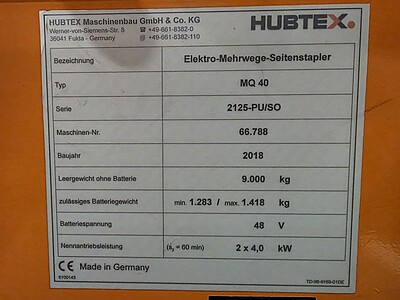 HUBTEX Maschinenbau GmbH & Co. KG
Werner-von-Siemens-Str. 8 ☎ +49-661-8382-0
36041 Fulda - Germany +49-661-8382-110
HUBTEX
Bezeichnung Elektro-Mehrwege-Seitenstapler
Typ MQ 40
Serie 2125-PU/SO
Maschinen-Nr. 66.788
Baujahr 2018
Leergewicht ohne Batterie 9.000 kg
zulässiges Batteriegewicht min. 1.283 / max. 1.418 kg
Batteriespannung 48 V
Nennantriebsleistung (s₂ = 60 min) 2 x 4,0 kW
CE Made in Germany